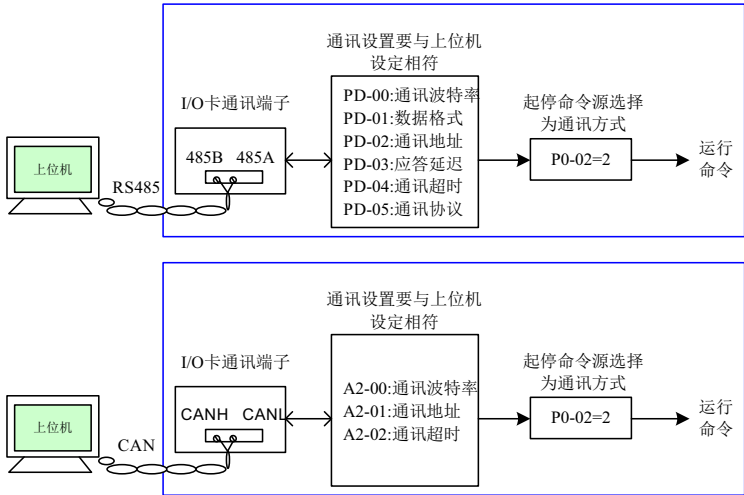 通讯设置要与上位机
设定相符
I/O卡通讯端子
PD-00:通讯波特率
PD-01:数据格式
PD-02:通讯地址
PD-03:应答延迟
PD-04:通讯超时
PD-05:通讯协议
起停命令源选择
为通讯方式
485B 485A
P0-02=2
运行
命令
上位机
RS485
通讯设置要与上位机
设定相符
I/O卡通讯端子
A2-00:通讯波特率
A2-01:通讯地址
A2-02:通讯超时
起停命令源选择
为通讯方式
CANH CANL
P0-02=2
运行
命令
上位机
CAN